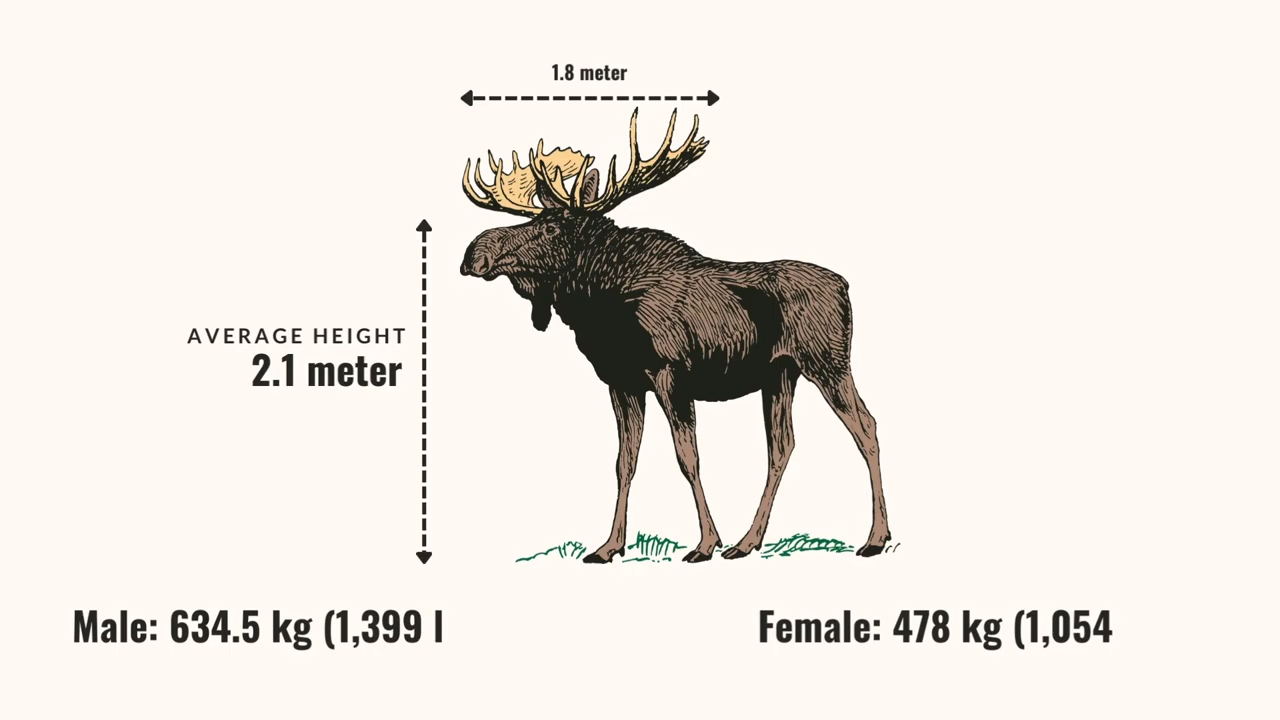 1.8 meter
AVERAGE HEIGHT
2.1 meter
Male: 634.5 kg (1,399 l
Female: 478 kg (1,054